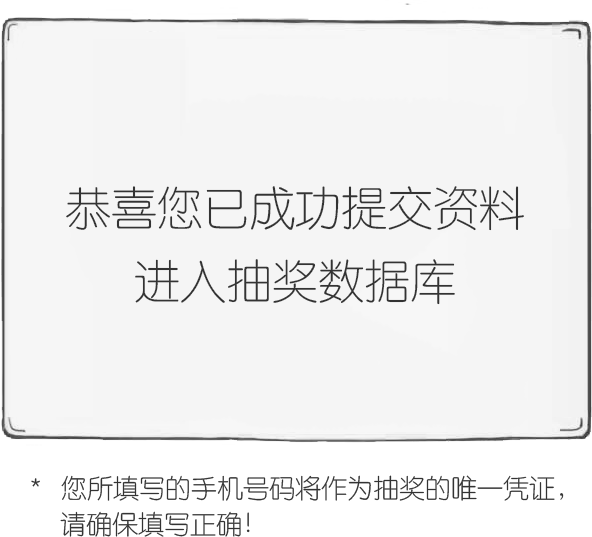 恭喜您已成功提交资料
进入抽奖数据库
* 您所填写的手机号码将作为抽奖的唯一凭证，
请确保填写正确！